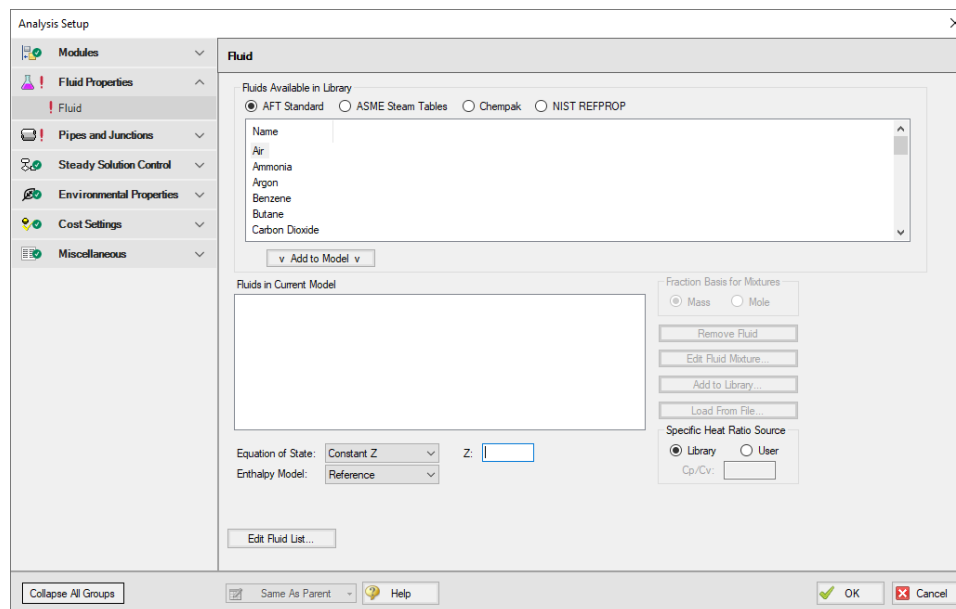 Analysis Setup
Modules
Fluid Properties
Fluid
Pipes and Junctions
Steady Solution Control
Environmental Properties
Cost Settings
Miscellaneous
Fluid
Fluids Available in Library
AFT Standard ASME Steam Tables Chempak NIST REFPROP
Name
Air
Ammonia
Argon
Benzene
Butane
Carbon Dioxide
v Add to Model v
Fluids in Current Model
Fraction Basis for Mixtures
Mass Mole
Remove Fluid
Edit Fluid Mixture...
Add to Library...
Load From File...
Specific Heat Ratio Source
Library User
Cp/Cv:
Equation of State: Constant Z Z:
Enthalpy Model: Reference
Edit Fluid List...
Collapse All Groups Same As Parent Help OK Cancel